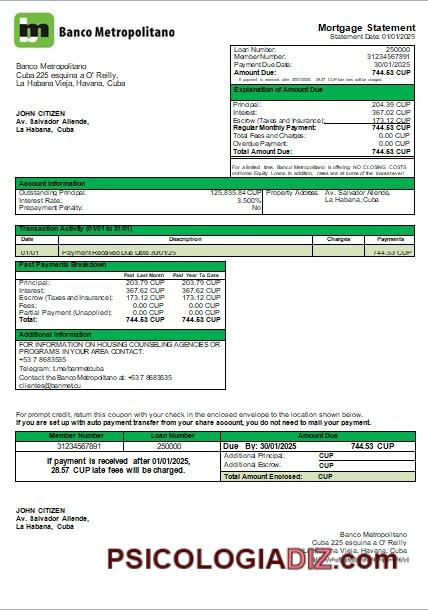 bm Banco Metropolitano
Mortgage Statement
Statement Date: 01/01/2025
Loan Number: 250000
Member Number: 31234567891
Payment Due Date: 30/01/2025
Amount Due: 744.53 CUP
If payment is received after 30/01/2025, 28.57 CUP late fees will be charged.
Banco Metropolitano
Cuba 225 esquina a O' Reilly,
La Habana Vieja, Havana, Cuba
Explanation of Amount Due
Principal: 204.39 CUP
Interest: 367.02 CUP
Escrow (Taxes and Insurance): 173.12 CUP
Regular Monthly Payment: 744.53 CUP
Total Fees and Charges: 0.00 CUP
Overdue Payment: 0.00 CUP
Total Amount Due: 744.53 CUP
JOHN CITIZEN
Av. Salvador Allende,
La Habana, Cuba
For a limited time, Banco Metropolitano is offering NO CLOSING COSTS
on Home Equity Loans. In addition, rates are at some of the lowest ever!
Account Information
Outstanding Principal: 125,835.84 CUP
Interest Rate: 3.500%
Prepayment Penalty: No
Property Address: Av. Salvador Allende,
La Habana, Cuba
Transaction Activity (01/01 to 31/01)
Date Description Charges Payments
01/01 Payment Received Due Date 30/01/25 744.53 CUP
Past Payments Breakdown
Paid Last Month Paid Year To Date
Principal: 203.79 CUP 203.79 CUP
Interest: 367.62 CUP 367.62 CUP
Escrow (Taxes and Insurance): 173.12 CUP 173.12 CUP
Fees: 0.00 CUP 0.00 CUP
Partial Payment (Unapplied): 0.00 CUP 0.00 CUP
Total: 744.53 CUP 744.53 CUP
Additional Information
FOR INFORMATION ON HOUSING COUNSELING AGENCIES OR
PROGRAMS IN YOUR AREA CONTACT:
+53 7 8683535
Telegram: t.me/banmetcuba
Contact the Banco Metropolitano at: +53 7 8683535
clientes@banmet.cu
For prompt credit, return this coupon with your check in the enclosed envelope to the location shown below.
If you are set up with auto payment transfer from your share account, you do not need to mail your payment.
Member Number Loan Number Amount Due
31234567891 250000 Due By: 30/01/2025 744.53 CUP
If payment is received after 01/01/2025,
28.57 CUP late fees will be charged.
Additional Principal: CUP
Additional Escrow: CUP
Total Amount Enclosed: CUP
JOHN CITIZEN
Av. Salvador Allende,
La Habana, Cuba
Banco Metropolitano
Cuba 225 esquina a O' Reilly
La Habana Vieja, Havana, Cuba
PSICOLOGIADIZ.com